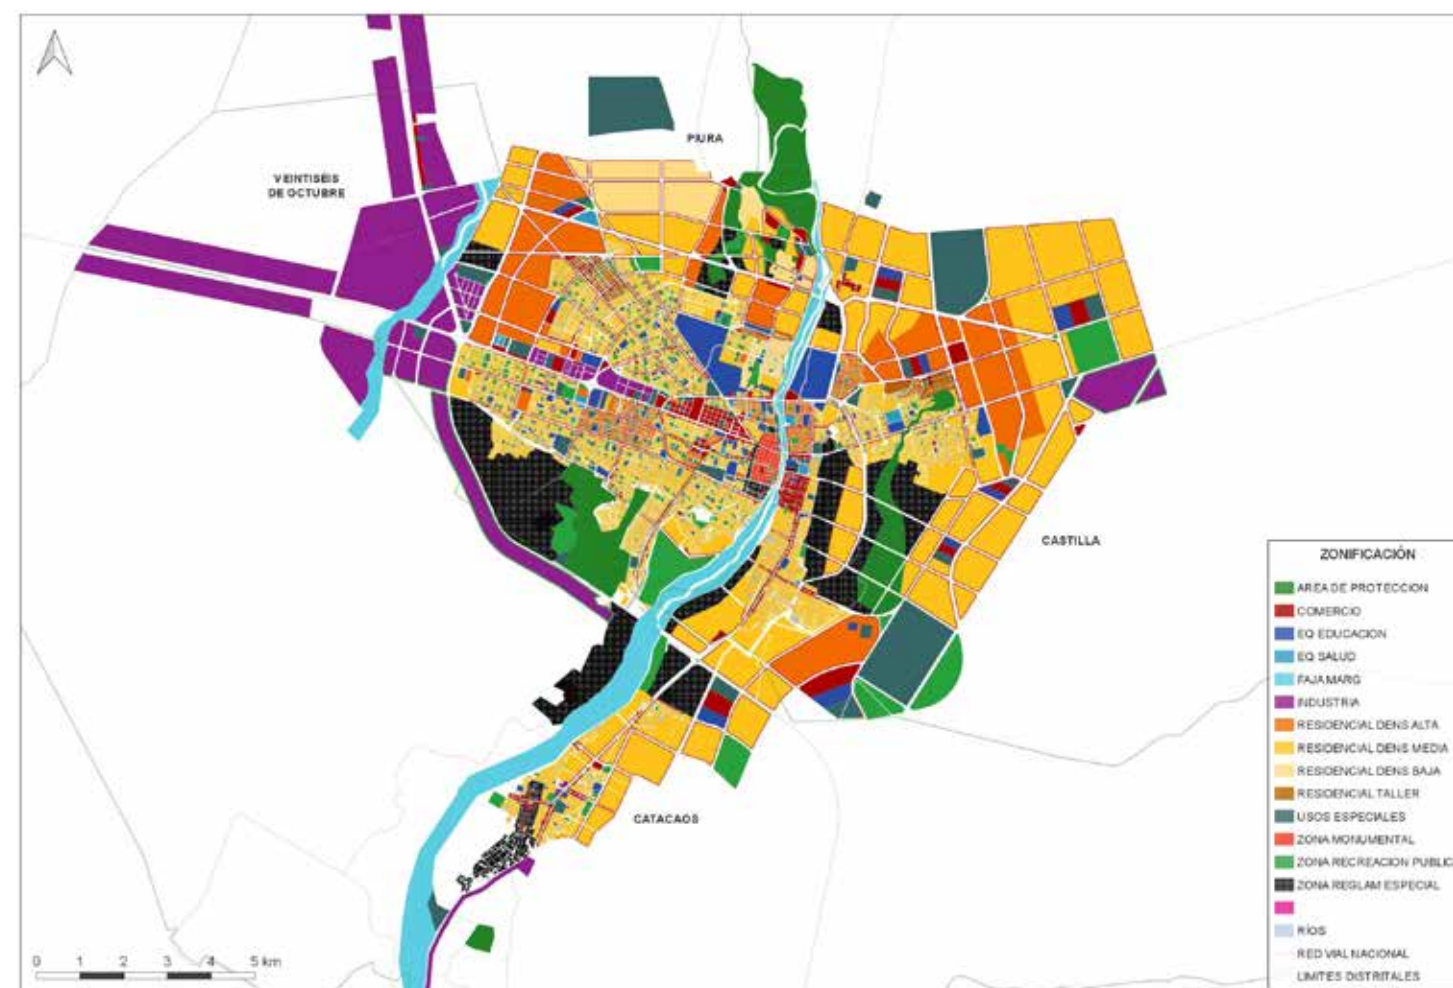 PIURA
VEINTISÉIS
DE OCTUBRE
CASTILLA
CATACAOS
0 1 2 3 4 5 km
ZONIFICACIÓN
AREA DE PROTECCION
COMERCIO
EQ EDUCACION
EQ SALUD
FAJA MARG
INDUSTRIA
RESIDENCIAL DENS ALTA
RESIDENCIAL DENS MEDIA
RESIDENCIAL DENS BAJA
RESIDENCIAL TALLER
USOS ESPECIALES
ZONA MONUMENTAL
ZONA RECREACION PUBLIC
ZONA REGLAM ESPECIAL
RÍOS
RED VIAL NACIONAL
LIMITES DISTRITALES